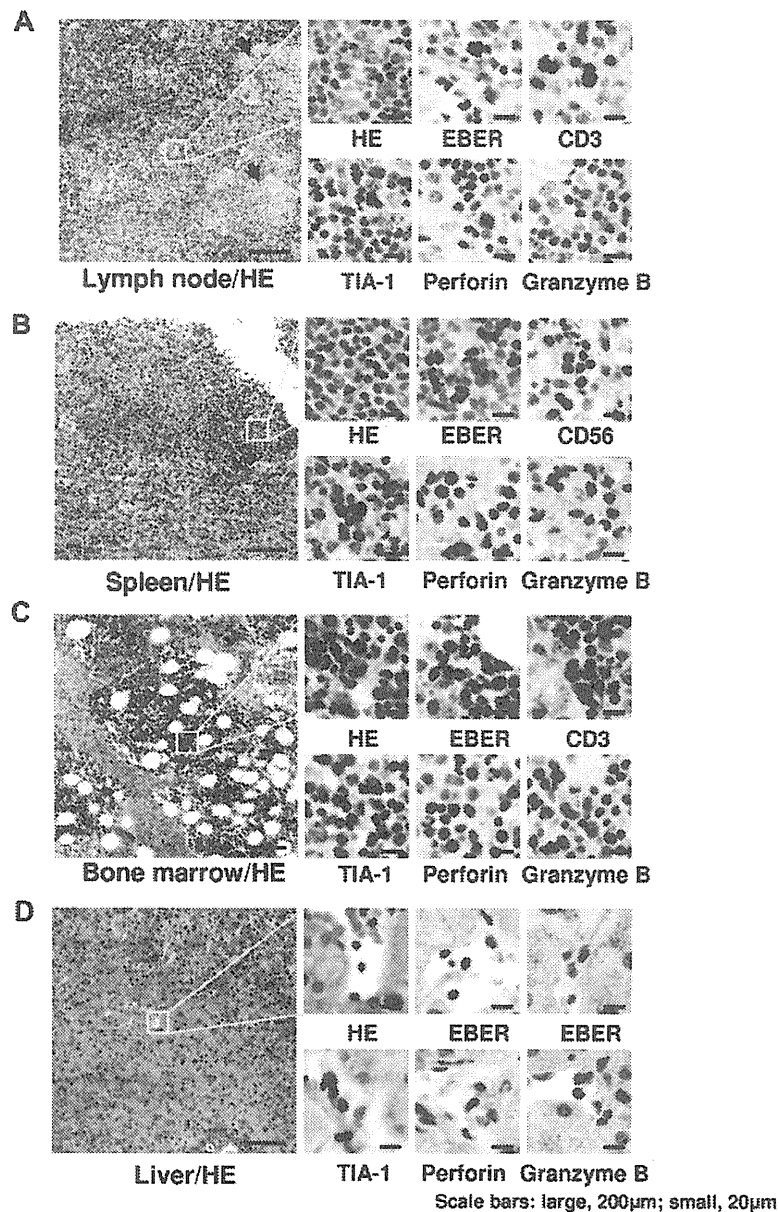 A
HE EBER CD3
Lymph node/HE TIA-1 Perforin Granzyme B
B
HE EBER CD56
Spleen/HE TIA-1 Perforin Granzyme B
C
HE EBER CD3
Bone marrow/HE TIA-1 Perforin Granzyme B
D
HE EBER EBER
Liver/HE TIA-1 Perforin Granzyme B
Scale bars: large, 200µm; small, 20µm